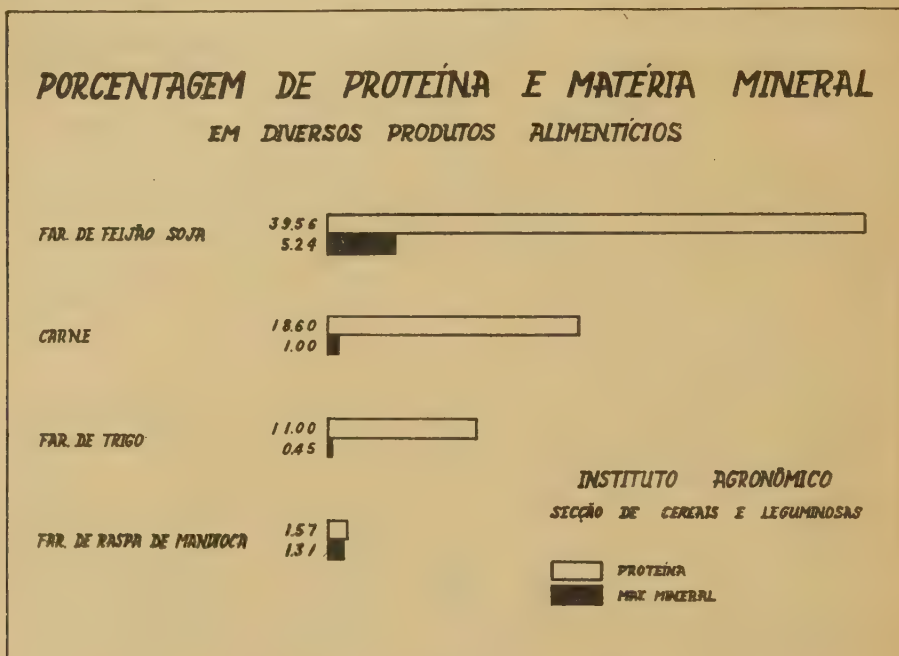 PORCENTAGEM DE PROTEÍNA E MATÉRIA MINERAL
EM DIVERSOS PRODUTOS ALIMENTÍCIOS
FAR. DE FEIJÃO SOJA
39.56
5.24
CARNE
18.60
1.00
FAR. DE TRIGO
11.00
0.45
FAR. DE RASPA DE MANDIOCA
1.57
1.31
INSTITUTO AGRONÔMICO
SECÇÃO DE CEREAIS E LEGUMINOSAS
PROTEÍNA
MINERAL